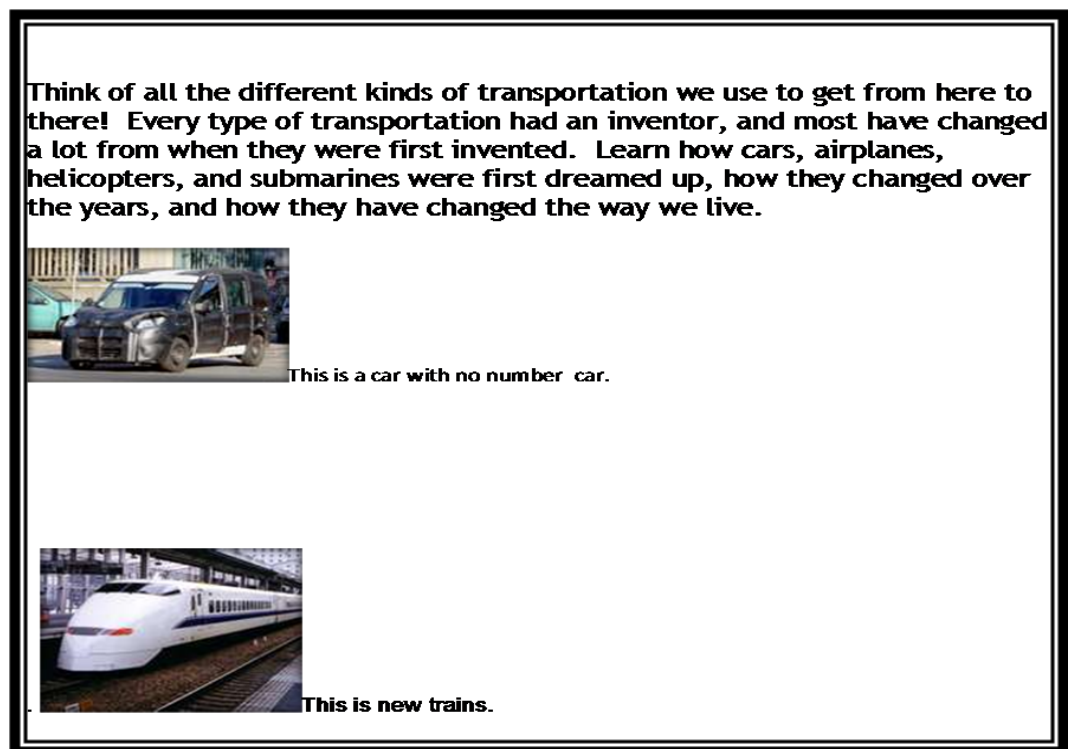 Think of all the different kinds of transportation we use to get from here to
there!  Every type of transportation had an inventor, and most have changed
a lot from when they were first invented.  Learn how cars, airplanes,
helicopters, and submarines were first dreamed up, how they changed over
the years, and how they have changed the way we live.
This is a car with no number  car.
. This is new trains.